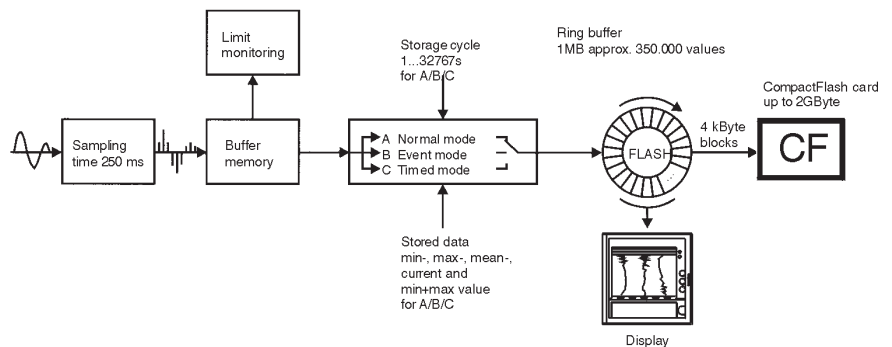 Limit
monitoring
Storage cycle
1...32767s
for A/B/C
Ring buffer
1MB approx. 350.000 values
CompactFlash card
up to 2GByte
Sampling
time 250 ms
Buffer
memory
A Normal mode
B Event mode
C Timed mode
FLASH
4 kByte
blocks
CF
Stored data
min-, max-, mean-,
current and
min+max value
for A/B/C
Display